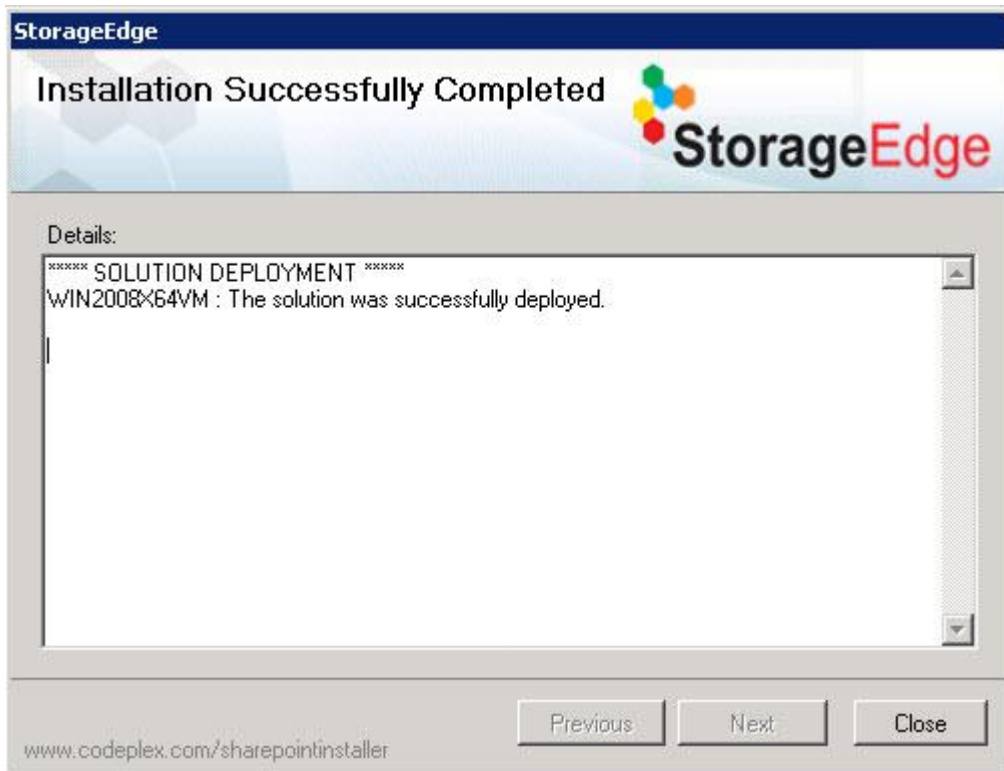 StorageEdge
Installation Successfully Completed
StorageEdge
Details:
***** SOLUTION DEPLOYMENT *****
WIN2008X64VM : The solution was successfully deployed.
Previous
Next
Close
www.codeplex.com/sharepointinstaller